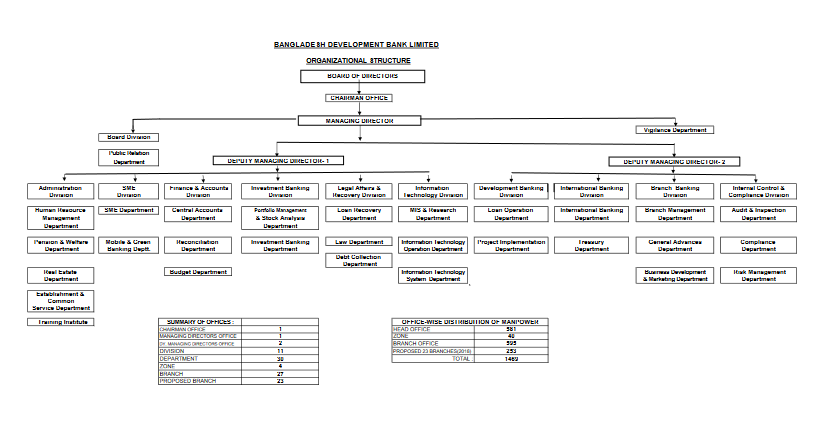 BANGLADESH DEVELOPMENT BANK LIMITED
ORGANIZATIONAL STRUCTURE
BOARD OF DIRECTORS
CHAIRMAN OFFICE
MANAGING DIRECTOR
Vigilance Department
Board Division
Public Relation
Department
DEPUTY MANAGING DIRECTOR- 1
DEPUTY MANAGING DIRECTOR- 2
Administration
Division
SME
Division
Finance & Accounts
Division
Investment Banking
Division
Legal Affairs &
Recovery Division
Information
Technology Division
Development Banking
Division
International Banking
Division
Branch Banking
Division
Internal Control &
Compliance Division
Human Resource
Management
Department
SME Department
Central Accounts
Department
Portfolio Management
& Stock Analysis
Department
Loan Recovery
Department
MIS & Research
Department
Loan Operation
Department
International Banking
Department
Branch Management
Department
Audit & Inspection
Department
Pension & Welfare
Department
Mobile & Green
Banking Deptt.
Reconciliation
Department
Investment Banking
Department
Law Department
Information Technology
Operation Department
Project Implementation
Department
Treasury
Department
General Advances
Department
Compliance
Department
Debt Collection
Department
Real Estate
Department
Budget Department
Information Technology
System Department
Business Development
& Marketing Department
Risk Management
Department
Establishment &
Common
Service Department
Training Institute
SUMMARY OF OFFICES :
CHAIRMAN OFFICE 1
MANAGING DIRECTORS OFFICE 1
DY. MANAGING DIRECTORS OFFICE 2
DIVISION 11
DEPARTMENT 30
ZONE 4
BRANCH 27
PROPOSED BRANCH 23
OFFICE-WISE DISTRIBUITION OF MANPOWER
HEAD OFFICE 581
ZONE 40
BRANCH OFFICE 595
PROPOSED 23 BRANCHES(2018) 253
TOTAL : 1469